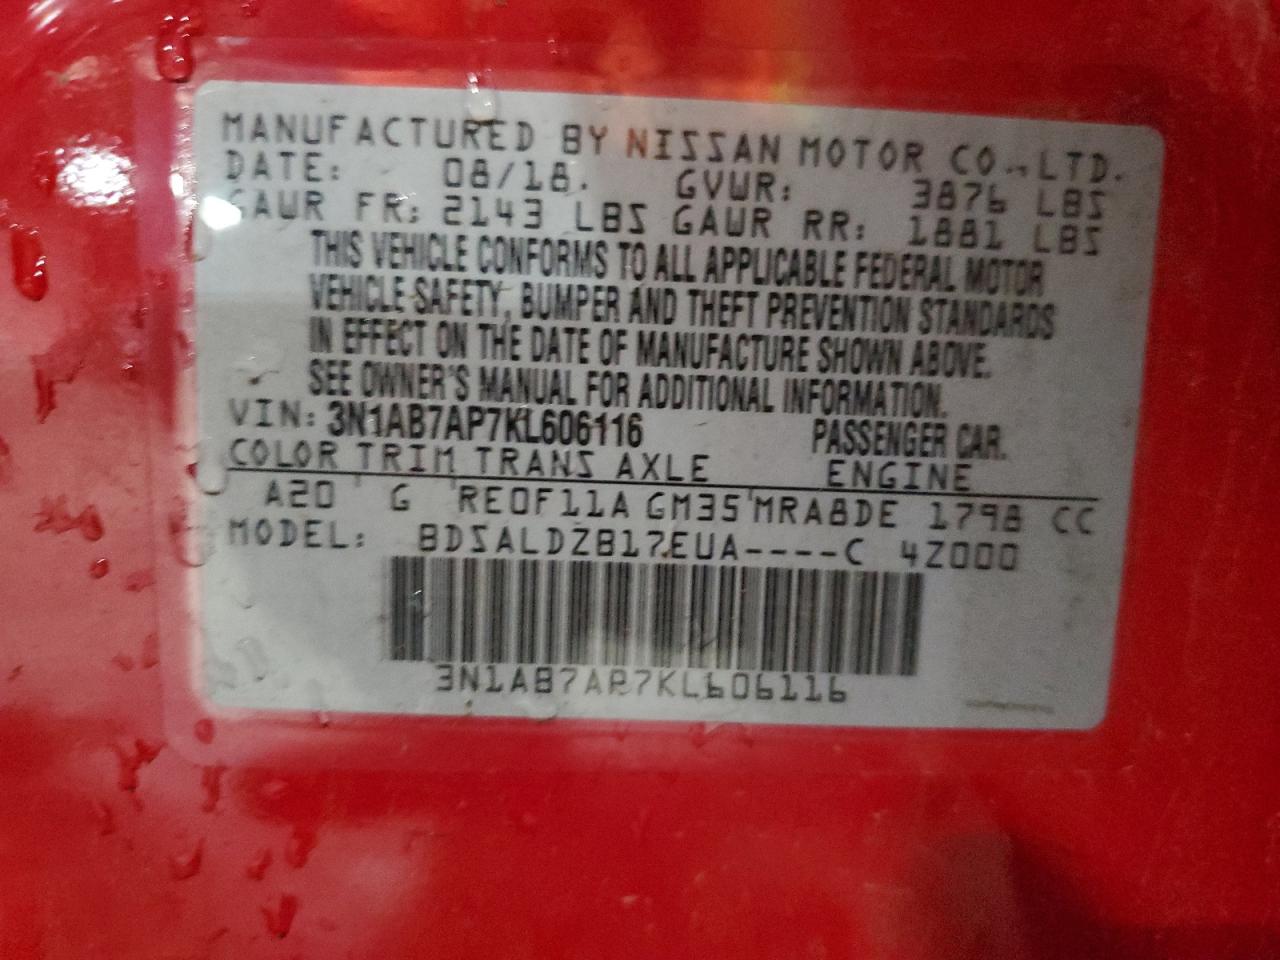 MANUFACTURED BY NISSAN MOTOR CO.,LTD.
DATE: 08/18. GVWR: 3876 LBS
GAWR FR: 2143 LBS GAWR RR: 1881 LBS
THIS VEHICLE CONFORMS TO ALL APPLICABLE FEDERAL MOTOR
VEHICLE SAFETY, BUMPER AND THEFT PREVENTION STANDARDS
IN EFFECT ON THE DATE OF MANUFACTURE SHOWN ABOVE.
SEE OWNER'S MANUAL FOR ADDITIONAL INFORMATION.
VIN: 3N1AB7AP7KL606116 PASSENGER CAR.
COLOR TRIM TRANS AXLE ENGINE
A20 G RE0F11A GM35 MRA8DE 1798 CC
MODEL: BDSALDZB17EUA----C 4Z000
3N1AB7AP7KL606116